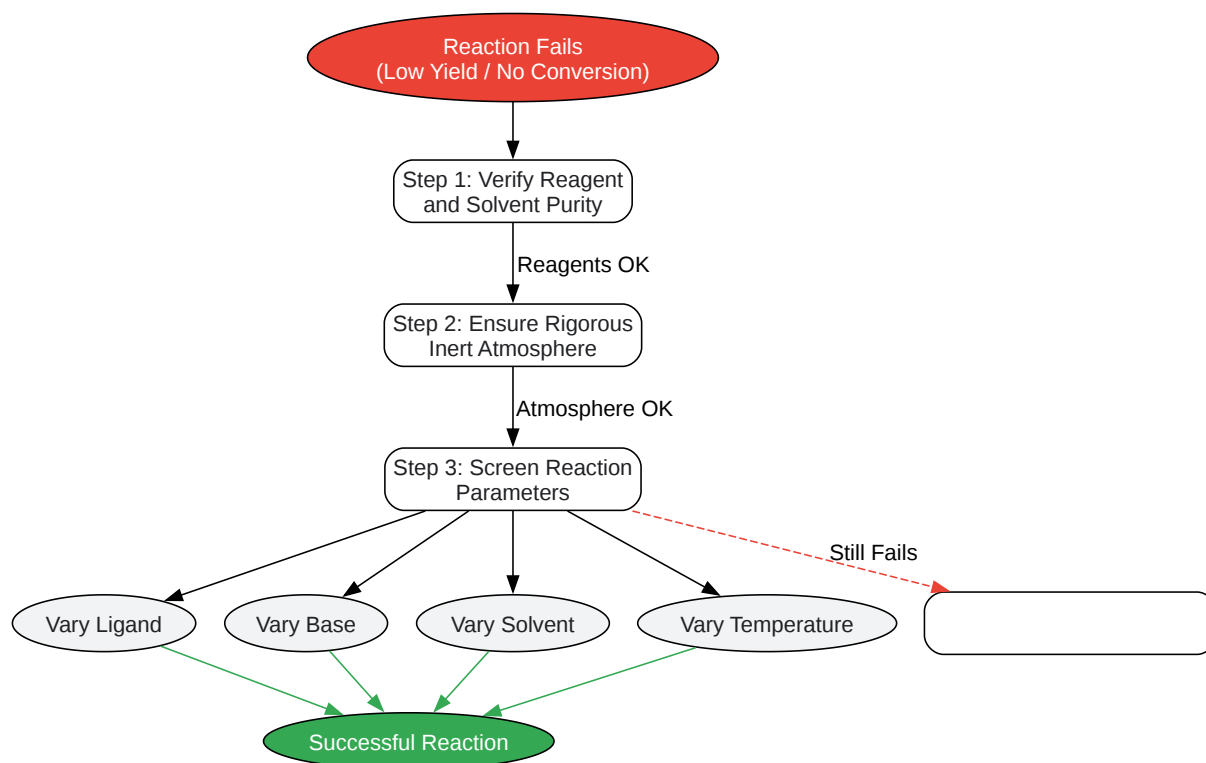 Reaction Fails
(Low Yield / No Conversion)
Step 1: Verify Reagent
and Solvent Purity
Reagents OK
Step 2: Ensure Rigorous
Inert Atmosphere
Atmosphere OK
Step 3: Screen Reaction
Parameters
Still Fails
Vary Ligand
Vary Base
Vary Solvent
Vary Temperature
Successful Reaction